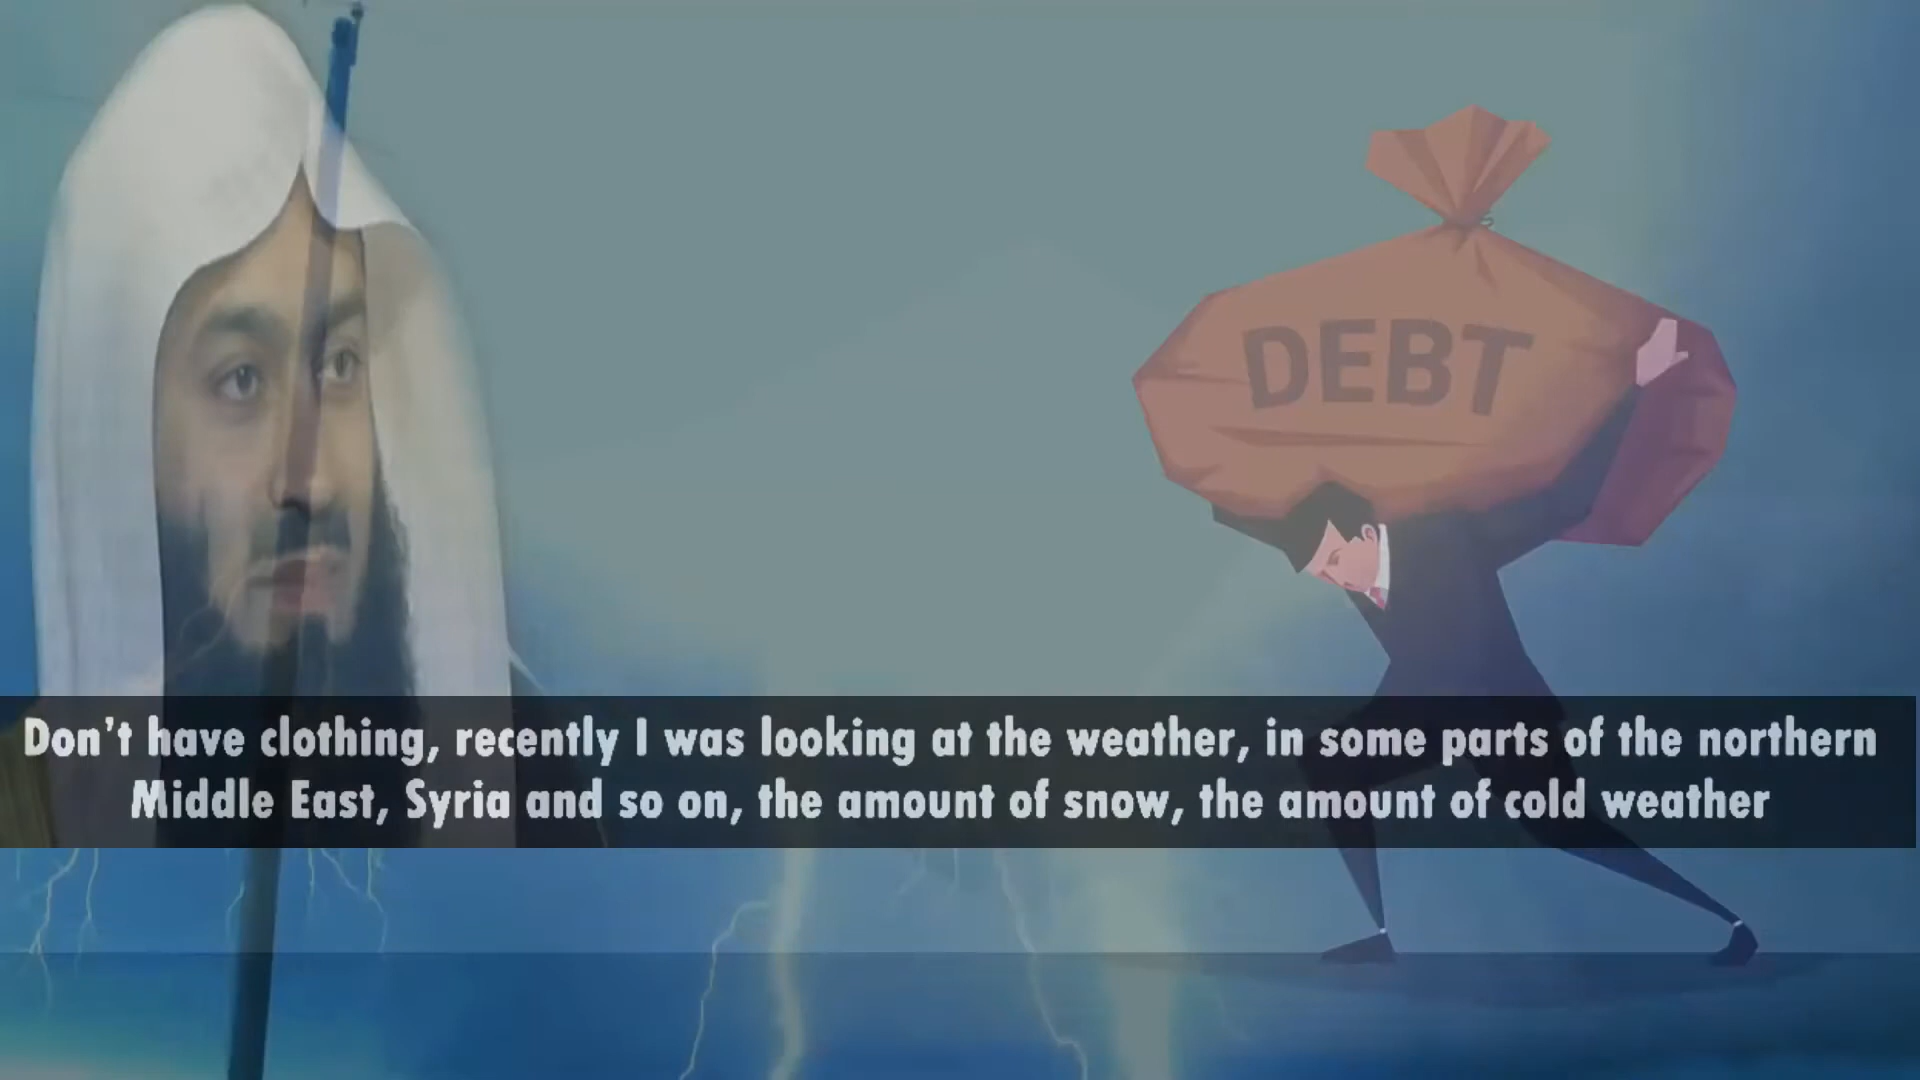 DEBT
Don't have clothing, recently I was looking at the weather, in some parts of the northern
Middle East, Syria and so on, the amount of snow, the amount of cold weather